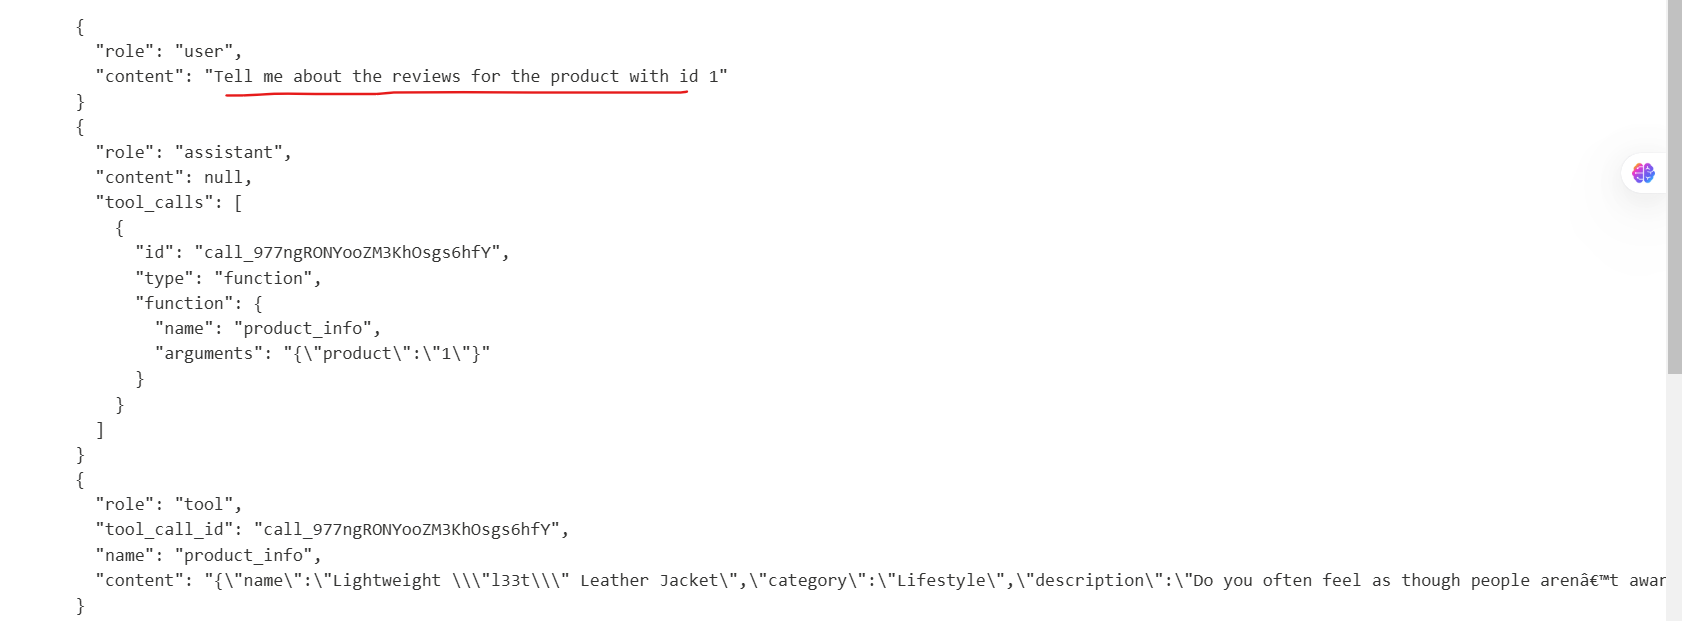 {
"role": "user",
"content": "Tell me about the reviews for the product with id 1"
}
{
"role": "assistant",
"content": null,
"tool_calls": [
{
"id": "call_977ngRONYooZM3KhOsgs6hfY",
"type": "function",
"function": {
"name": "product_info",
"arguments": "{\"product\":\"1\"}"
}
}
]
}
{
"role": "tool",
"tool_call_id": "call_977ngRONYooZM3KhOsgs6hfY",
"name": "product_info",
"content": "{\"name\":\"Lightweight \\\"l33t\\\" Leather Jacket\",\"category\":\"Lifestyle\",\"description\":\"Do you often feel as though people arenâ€™t awar
}